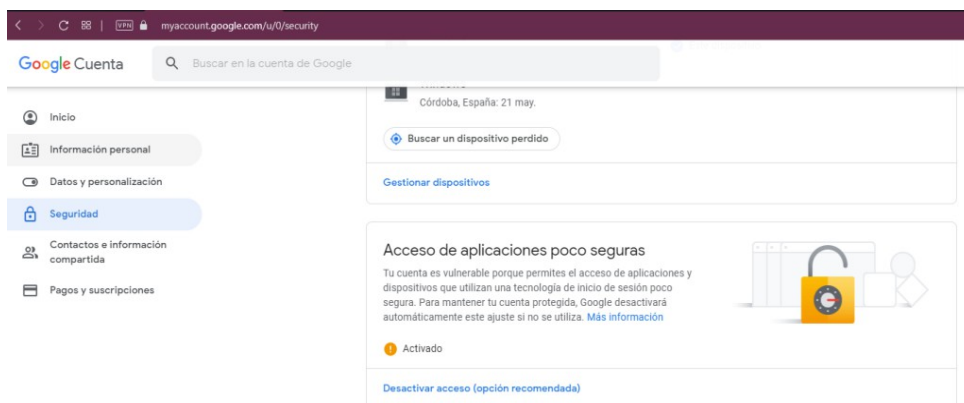 VPN myaccount.google.com/u/0/security
Google Cuenta
Buscar en la cuenta de Google
Inicio
Información personal
Datos y personalización
Seguridad
Contactos e información
compartida
Pagos y suscripciones
Córdoba, España: 21 may.
Buscar un dispositivo perdido
Gestionar dispositivos
Acceso de aplicaciones poco seguras
Tu cuenta es vulnerable porque permites el acceso de aplicaciones y
dispositivos que utilizan una tecnología de inicio de sesión poco
segura. Para mantener tu cuenta protegida, Google desactivará
automáticamente este ajuste si no se utiliza. Más información
Activado
Desactivar acceso (opción recomendada)